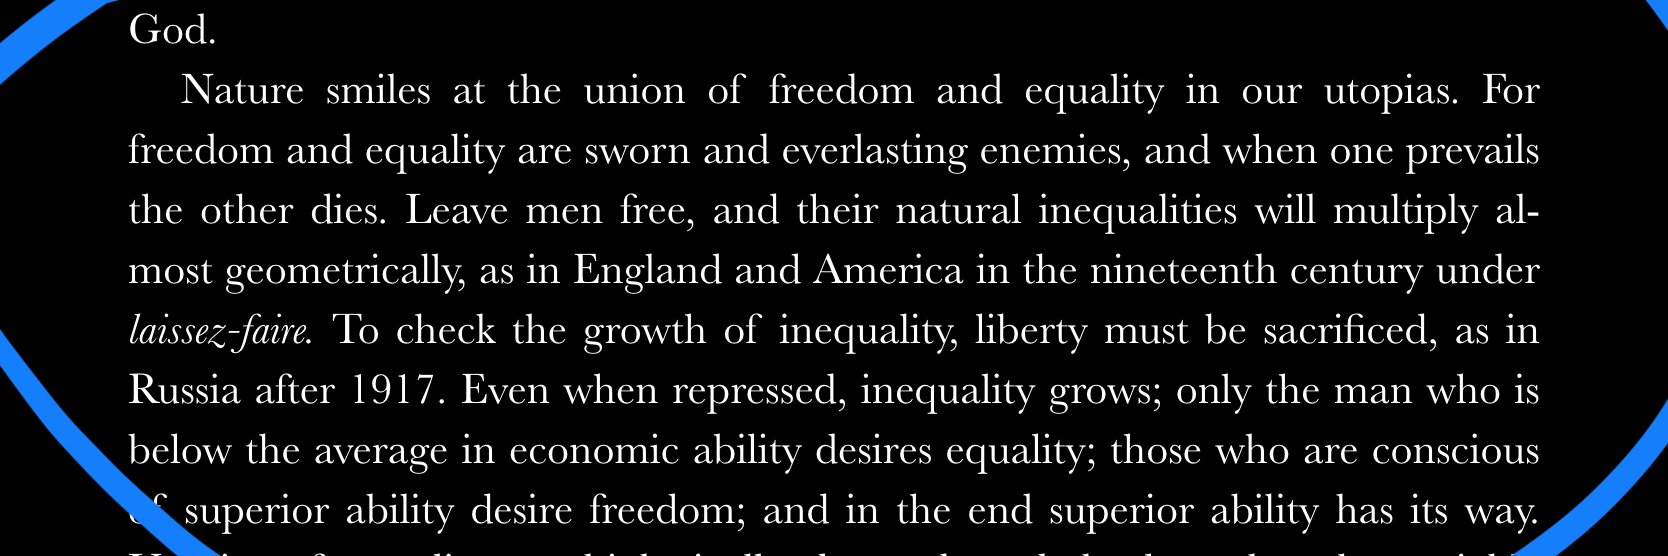 God.
Nature smiles at the union of freedom and equality in our utopias. For
freedom and equality are sworn and everlasting enemies, and when one prevails
the other dies. Leave men free, and their natural inequalities will multiply al-
most geometrically, as in England and America in the nineteenth century under
laissez-faire. To check the growth of inequality, liberty must be sacrificed, as in
Russia after 1917. Even when repressed, inequality grows; only the man who is
below the average in economic ability desires equality; those who are conscious
of superior ability desire freedom; and in the end superior ability has its way.